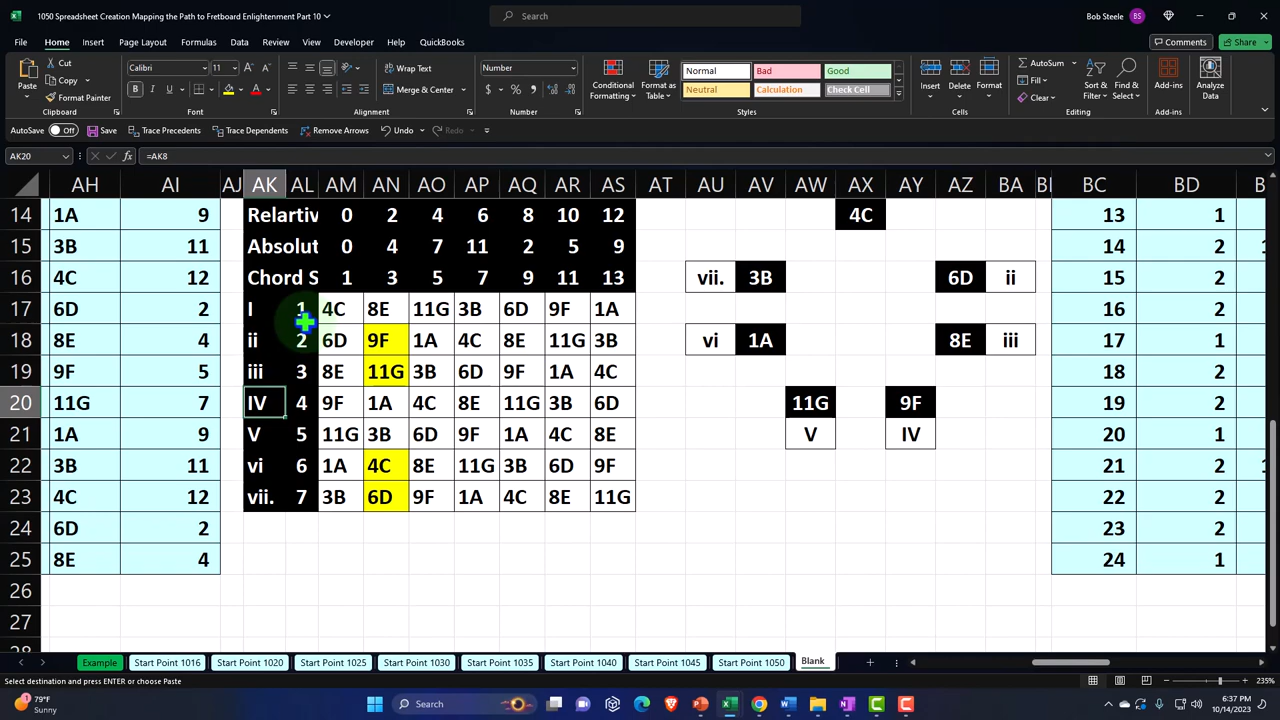 1050 Spreadsheet Creation Mapping the Path to Fretboard Enlightenment Part 10
Search
Bob Steele BS
File Home Insert Page Layout Formulas Data Review View Developer Help QuickBooks Comments Share
Paste Cut Copy Format Painter Clipboard
Calibri 11 Font
Wrap Text Merge & Center Alignment
Number Number
Conditional Formatting Format as Table
Normal Bad Good
Neutral Calculation Check Cell
Styles
Insert Delete Format Cells
AutoSum Fill Clear Sort & Filter Find & Select Editing
Add-ins Add-ins
Analyze Data
AutoSave Off Save Trace Precedents Trace Dependents Remove Arrows Undo Redo
AK20 =AK8
AH AI AJ AK AL AM AN AO AP AQ AR AS AT AU AV AW AX AY AZ BA BC BD
14 1A 9 Relartiv 0 2 4 6 8 10 12 4C 13 1
15 3B 11 Absolut 0 4 7 11 2 5 9 14 2
16 4C 12 Chord S 1 3 5 7 9 11 13 vii. 3B 6D ii 15 2
17 6D 2 I 1 4C 8E 11G 3B 6D 9F 1A 16 2
18 8E 4 ii 2 6D 9F 1A 4C 8E 11G 3B vi 1A 8E iii 17 1
19 9F 5 iii 3 8E 11G 3B 6D 9F 1A 4C 18 2
20 11G 7 IV 4 9F 1A 4C 8E 11G 3B 6D 11G 9F 19 2
21 1A 9 V 5 11G 3B 6D 9F 1A 4C 8E V IV 20 1
22 3B 11 vi 6 1A 4C 8E 11G 3B 6D 9F 21 2
23 4C 12 vii. 7 3B 6D 9F 1A 4C 8E 11G 22 2
24 6D 2 23 2
25 8E 4 24 1
26
27
28
Example Start Point 1016 Start Point 1020 Start Point 1025 Start Point 1030 Start Point 1035 Start Point 1040 Start Point 1045 Start Point 1050 Blank
Select destination and press ENTER or choose Paste 235%
79°F
Sunny
Search
6:37 PM
10/14/2023